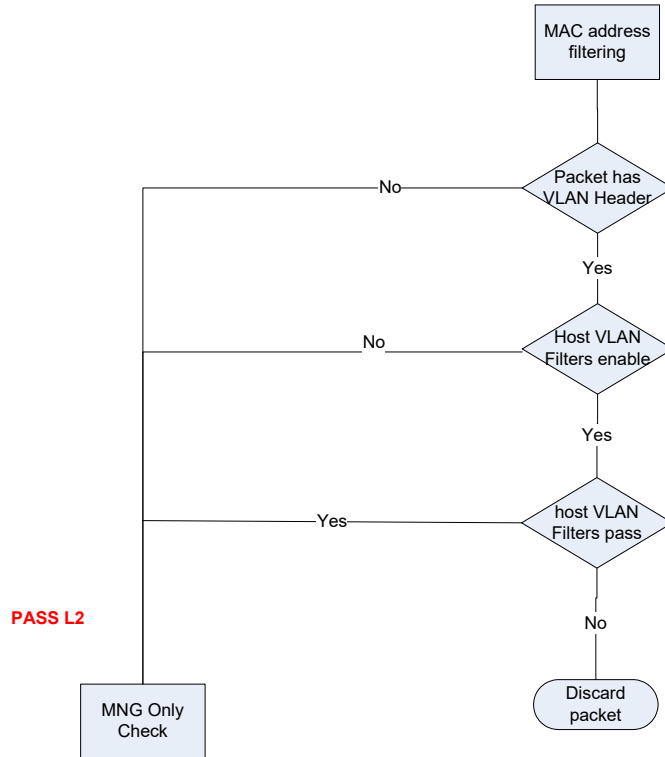 MAC address
filtering
Packet has
VLAN Header
No
Yes
Host VLAN
Filters enable
No
Yes
host VLAN
Filters pass
Yes
No
PASS L2
MNG Only
Check
Discard
packet